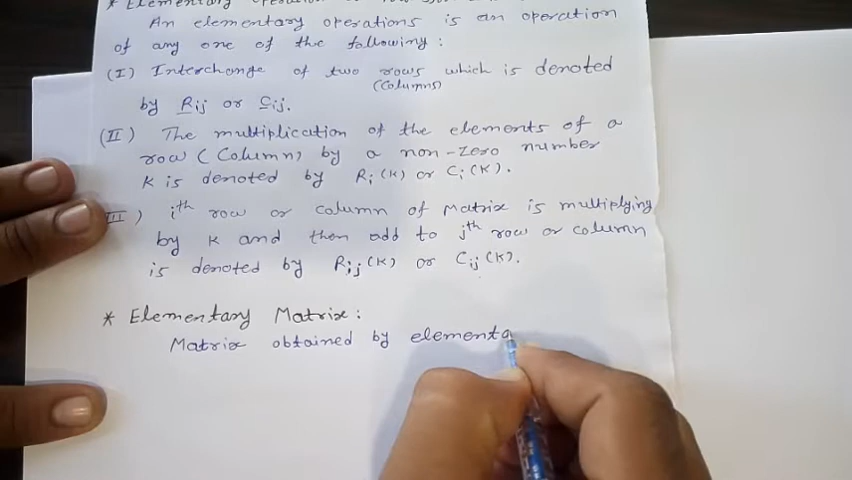 * Elementary operation
An elementary operations is an operation
of any one of the following :
(I) Interchange of two rows which is denoted
(Columns)
by Rij or Cij.
(II) The multiplication of the elements of a
row (Column) by a non-zero number
K is denoted by Ri(K) or Ci(K).
III) ith row or column of Matrix is multiplying
by K and then add to jth row or column
is denoted by Rij(K) or Cij(K).
* Elementary Matrix :
Matrix obtained by elementa